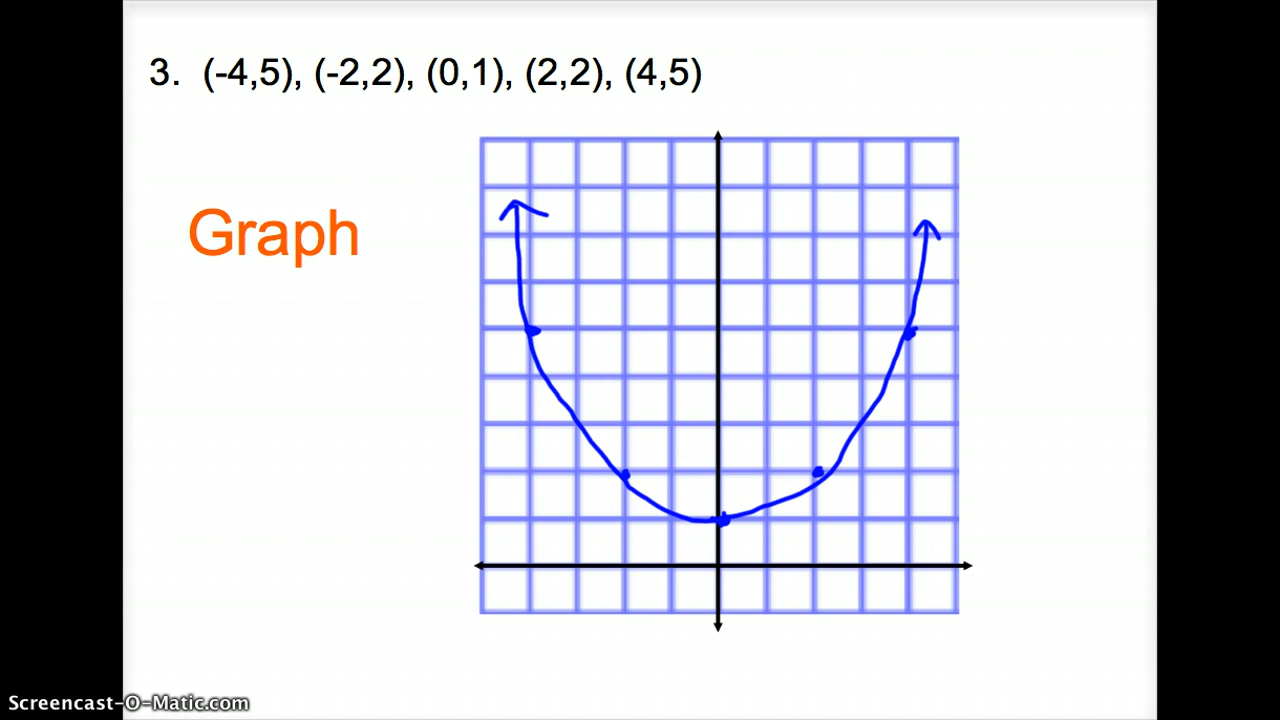 3. (-4,5), (-2,2), (0,1), (2,2), (4,5)
Graph
Screencast-O-Matic.com